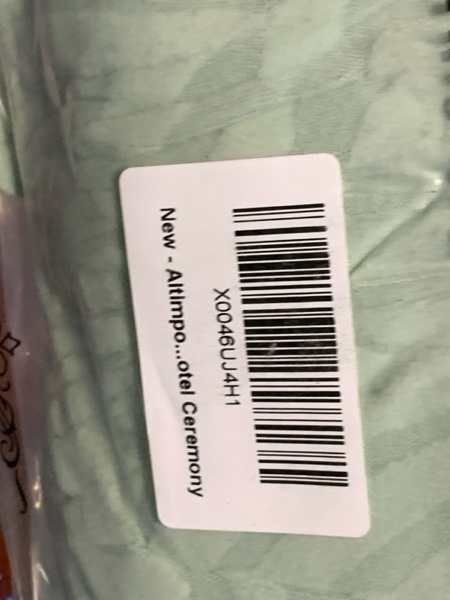 X0046UJ4H1
New - AltImpo...otel Ceremony